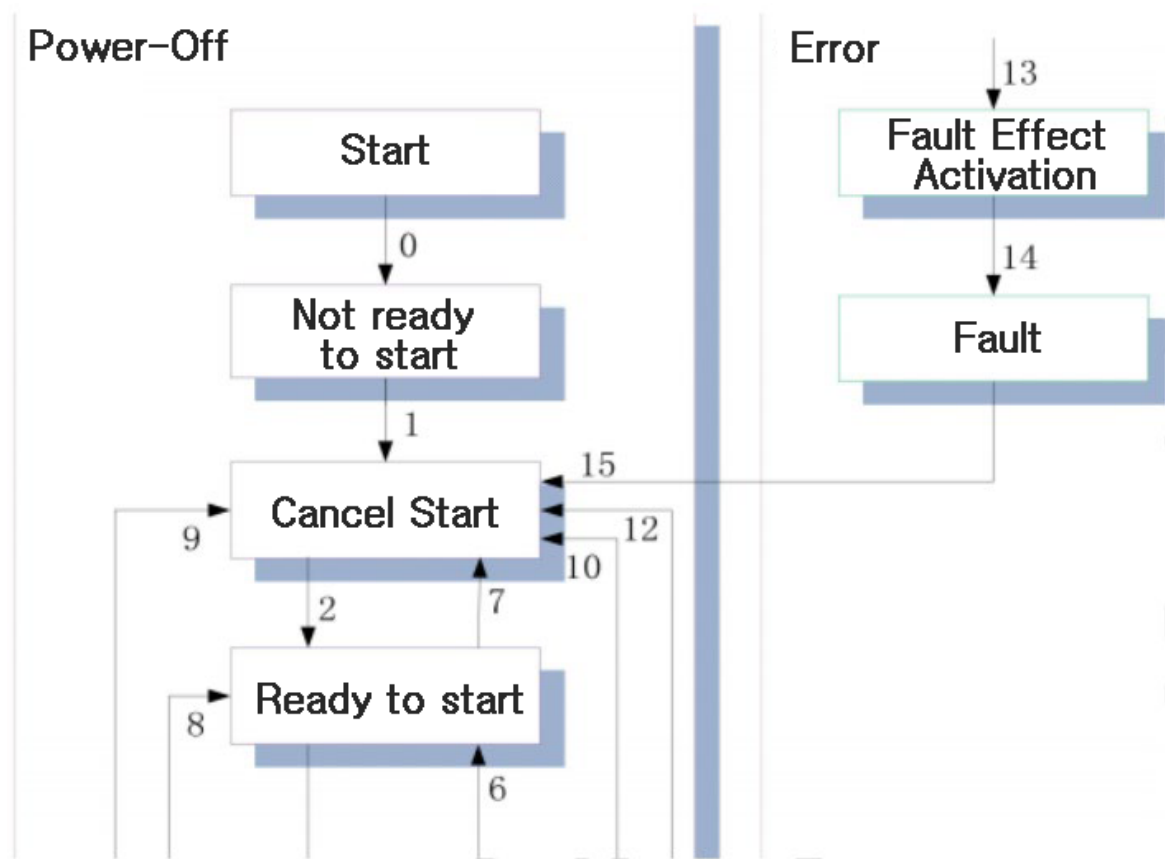 Power-Off
Start
0
Not ready
to start
1
Cancel Start
9
2
7
10
12
15
Ready to start
8
6
Error
13
Fault Effect
Activation
14
Fault